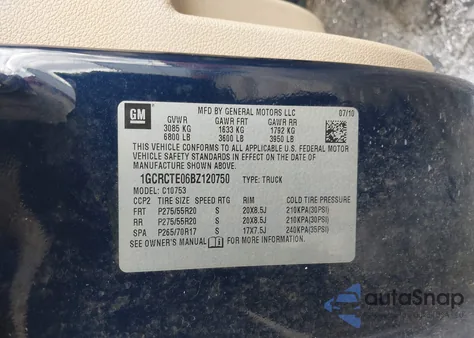 GM
MFD BY GENERAL MOTORS LLC 07/10
GVWR GAWR FRT GAWR RR
3085 KG 1633 KG 1792 KG
6800 LB 3600 LB 3950 LB
THIS VEHICLE CONFORMS TO ALL APPLICABLE U.S. FEDERAL MOTOR VEHICLE
SAFETY STANDARDS IN EFFECT ON THE DATE OF
MANUFACTURE SHOWN ABOVE.
1GCRCTE06BZ120750 TYPE: TRUCK
MODEL: C10753
CCP2 TIRE SIZE SPEED RTG RIM COLD TIRE PRESSURE
FRT P275/55R20 S 20X8.5J 210KPA(30PSI)
RR P275/55R20 S 20X8.5J 210KPA(30PSI)
SPA P265/70R17 S 17X7.5J 240KPA(35PSI)
SEE OWNER'S MANUAL FOR MORE INFORMATION.
autoSnap